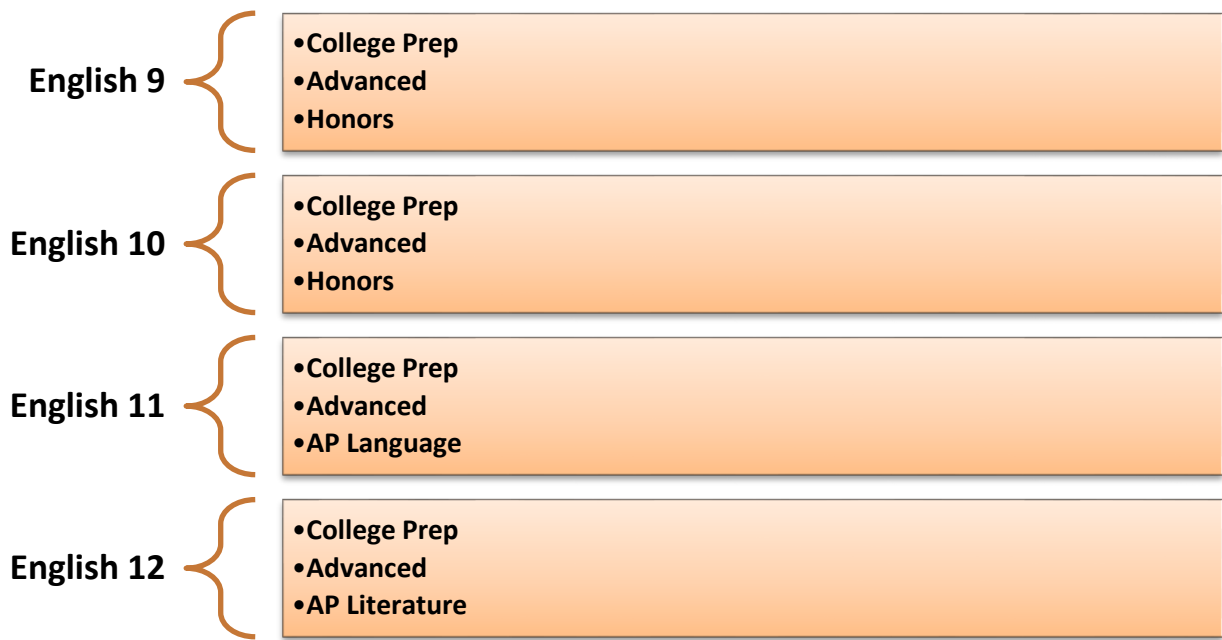 English 9
•College Prep
•Advanced
•Honors
English 10
•College Prep
•Advanced
•Honors
English 11
•College Prep
•Advanced
•AP Language
English 12
•College Prep
•Advanced
•AP Literature